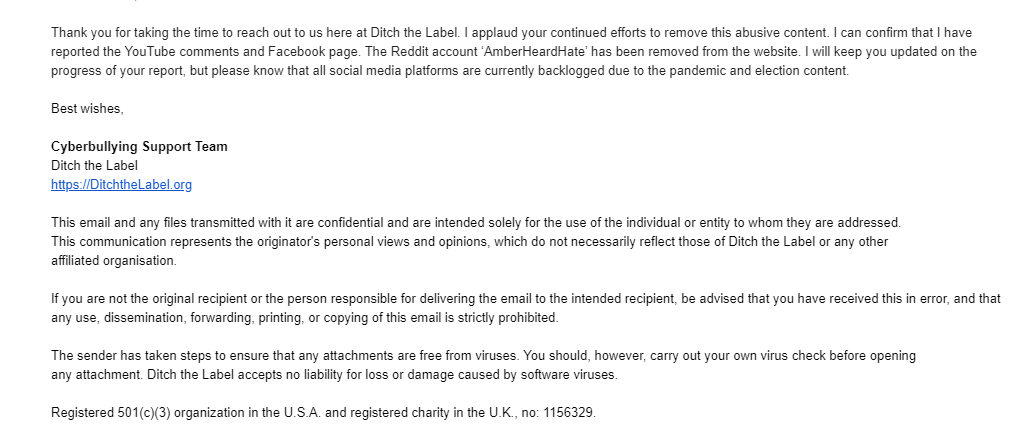 Thank you for taking the time to reach out to us here at Ditch the Label. I applaud your continued efforts to remove this abusive content. I can confirm that I have
reported the YouTube comments and Facebook page. The Reddit account ‘AmberHeardHate’ has been removed from the website. I will keep you updated on the
progress of your report, but please know that all social media platforms are currently backlogged due to the pandemic and election content.
Best wishes,
Cyberbullying Support Team
Ditch the Label
https://DitchtheLabel.org
This email and any files transmitted with it are confidential and are intended solely for the use of the individual or entity to whom they are addressed.
This communication represents the originator's personal views and opinions, which do not necessarily reflect those of Ditch the Label or any other
affiliated organisation.
If you are not the original recipient or the person responsible for delivering the email to the intended recipient, be advised that you have received this in error, and that
any use, dissemination, forwarding, printing, or copying of this email is strictly prohibited.
The sender has taken steps to ensure that any attachments are free from viruses. You should, however, carry out your own virus check before opening
any attachment. Ditch the Label accepts no liability for loss or damage caused by software viruses.
Registered 501(c)(3) organization in the U.S.A. and registered charity in the U.K., no: 1156329.